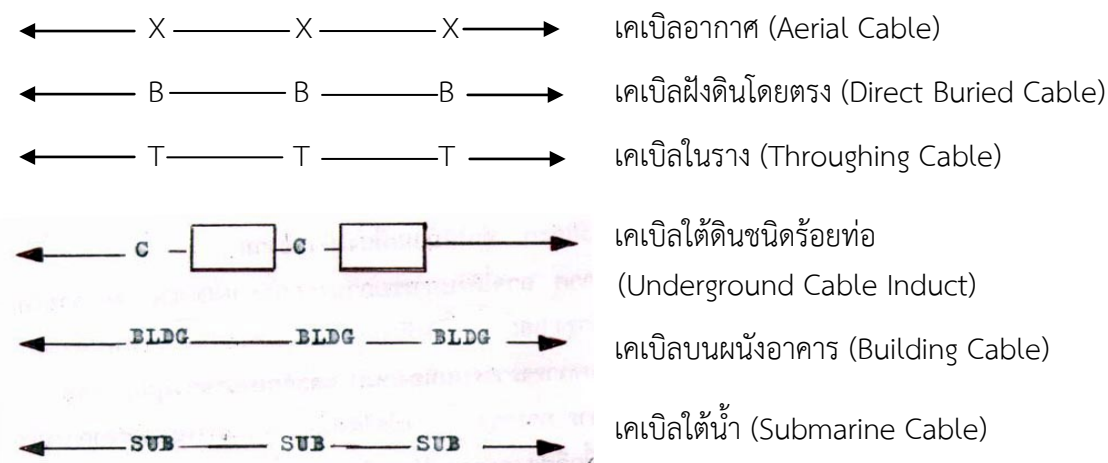 X X X เคเบิลอากาศ (Aerial Cable)
B B B เคเบิลฝังดินโดยตรง (Direct Buried Cable)
T T T เคเบิลในราง (Throughing Cable)
C C เคเบิลใต้ดินชนิดร้อยท่อ
(Underground Cable Induct)
BLDG BLDG BLDG เคเบิลบนผนังอาคาร (Building Cable)
SUB SUB SUB เคเบิลใต้น้ำ (Submarine Cable)